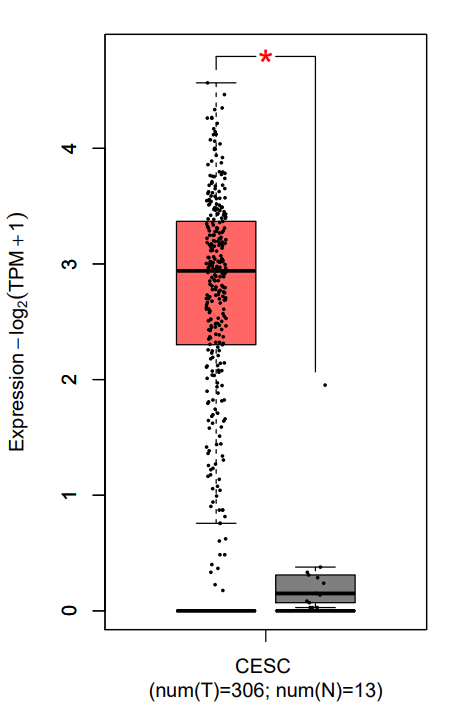 *
Expression − log₂(TPM + 1)
4
3
2
1
0
CESC
(num(T)=306; num(N)=13)